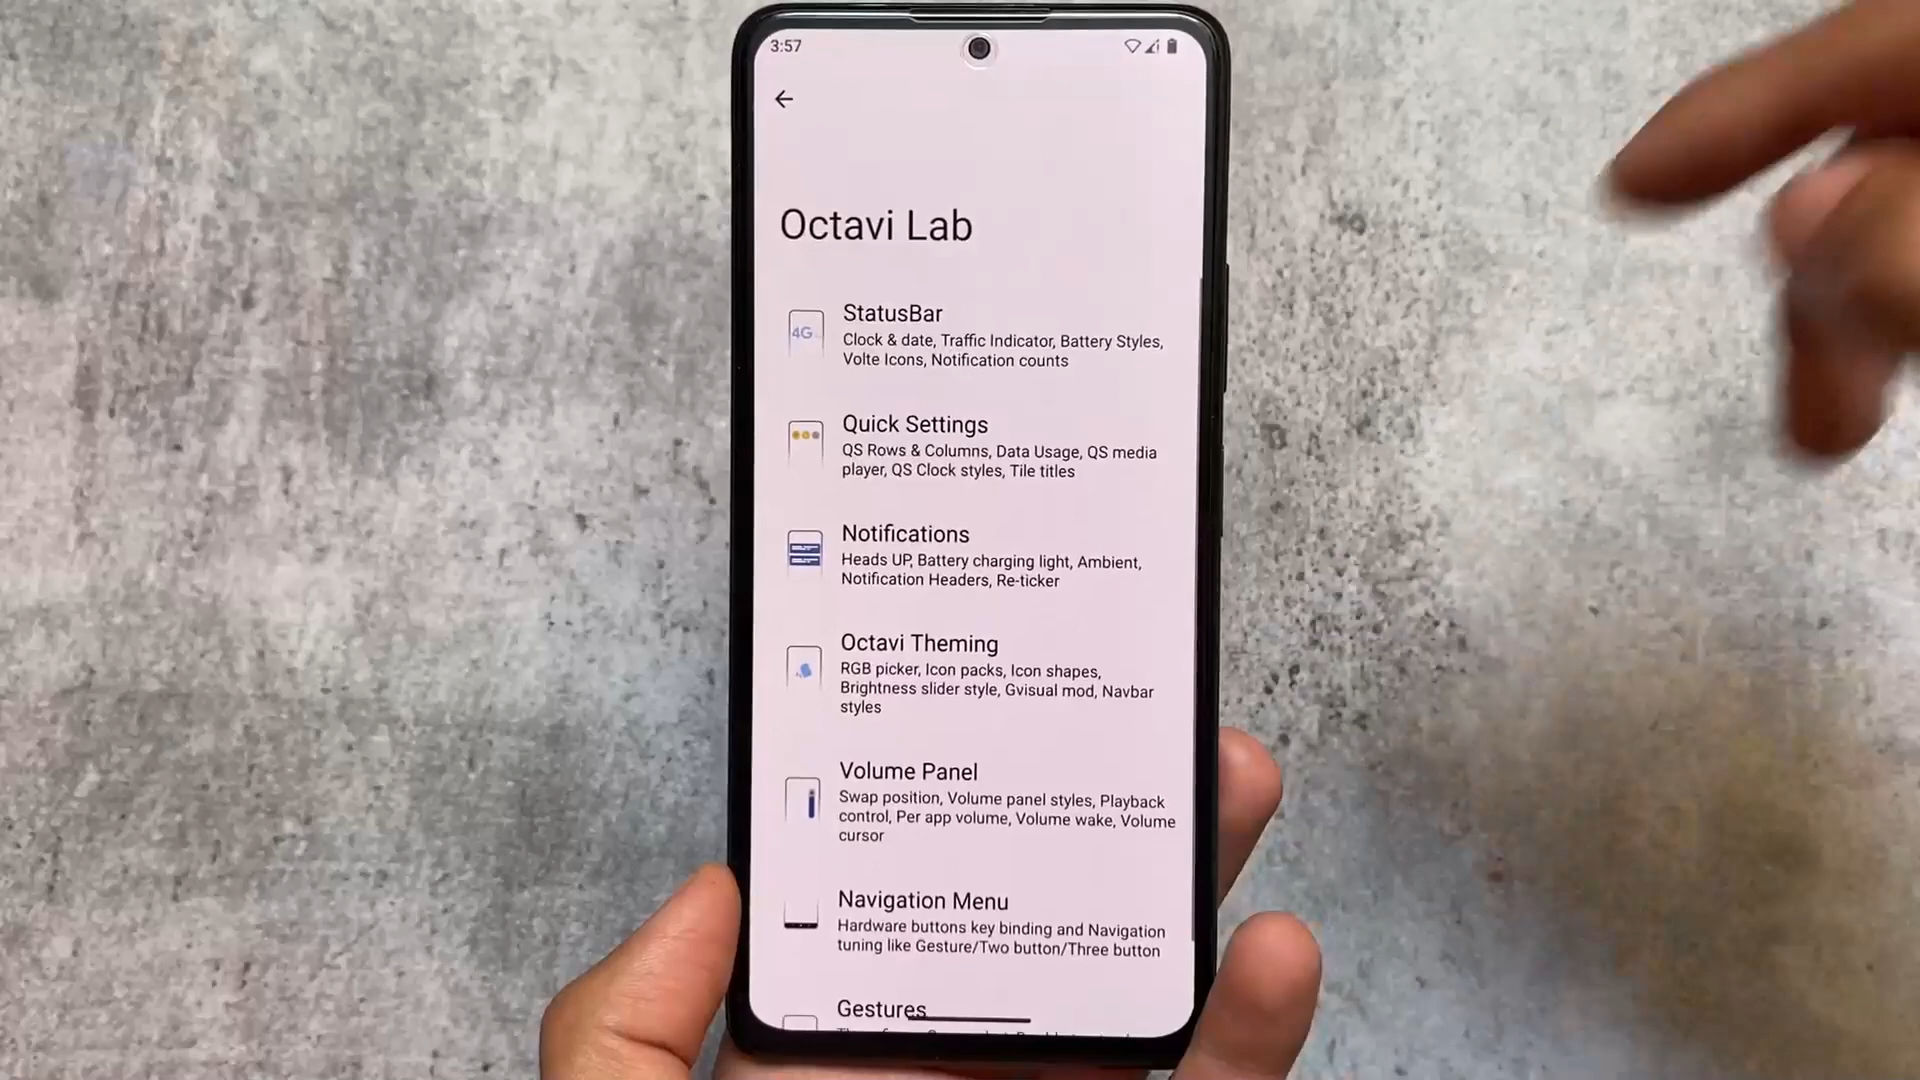 3:57
Octavi Lab
4G
StatusBar
Clock & date, Traffic Indicator, Battery Styles,
Volte Icons, Notification counts
Quick Settings
QS Rows & Columns, Data Usage, QS media
player, QS Clock styles, Tile titles
Notifications
Heads UP, Battery charging light, Ambient,
Notification Headers, Re-ticker
Octavi Theming
RGB picker, Icon packs, Icon shapes,
Brightness slider style, Gvisual mod, Navbar
styles
Volume Panel
Swap position, Volume panel styles, Playback
control, Per app volume, Volume wake, Volume
cursor
Navigation Menu
Hardware buttons key binding and Navigation
tuning like Gesture/Two button/Three button
Gestures